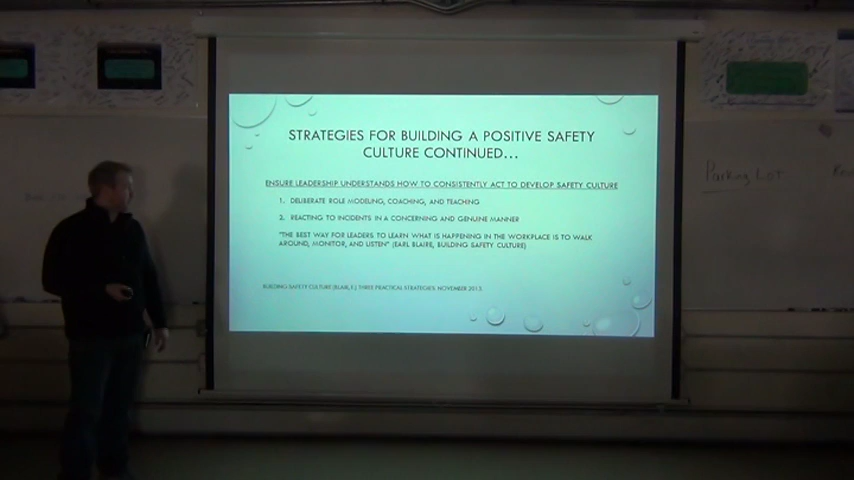 STRATEGIES FOR BUILDING A POSITIVE SAFETY
CULTURE CONTINUED...
ENSURE LEADERSHIP UNDERSTANDS HOW TO CONSISTENTLY ACT TO DEVELOP SAFETY CULTURE
1. DELIBERATE ROLE MODELING, COACHING, AND TEACHING
2. REACTING TO INCIDENTS IN A CONCERNING AND GENUINE MANNER
"THE BEST WAY FOR LEADERS TO LEARN WHAT IS HAPPENING IN THE WORKPLACE IS TO WALK
AROUND, MONITOR, AND LISTEN" (EARL BLAIRE, BUILDING SAFETY CULTURE)
BUILDING SAFETY CULTURE (BLAIR, E.) THREE PRACTICAL STRATEGIES. NOVEMBER 2013.
Parking Lot